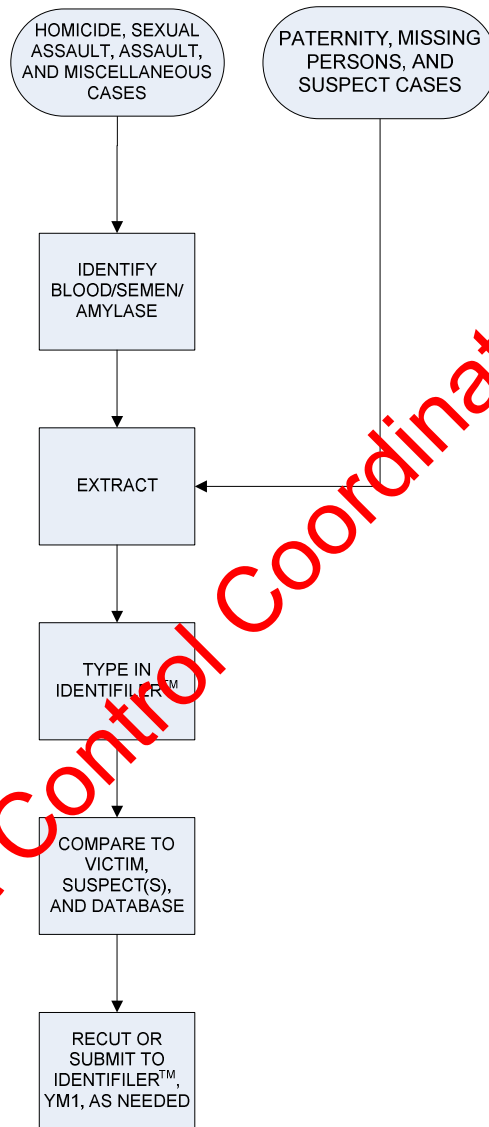 HOMICIDE, SEXUAL
ASSAULT, ASSAULT,
AND MISCELLANEOUS
CASES
PATERNITY, MISSING
PERSONS, AND
SUSPECT CASES
IDENTIFY
BLOOD/SEMEN/
AMYLASE
EXTRACT
TYPE IN
IDENTIFILER™
COMPARE TO
VICTIM,
SUSPECT(S),
AND DATABASE
RECUT OR
SUBMIT TO
IDENTIFILER™,
YM1, AS NEEDED
Control Coordinat